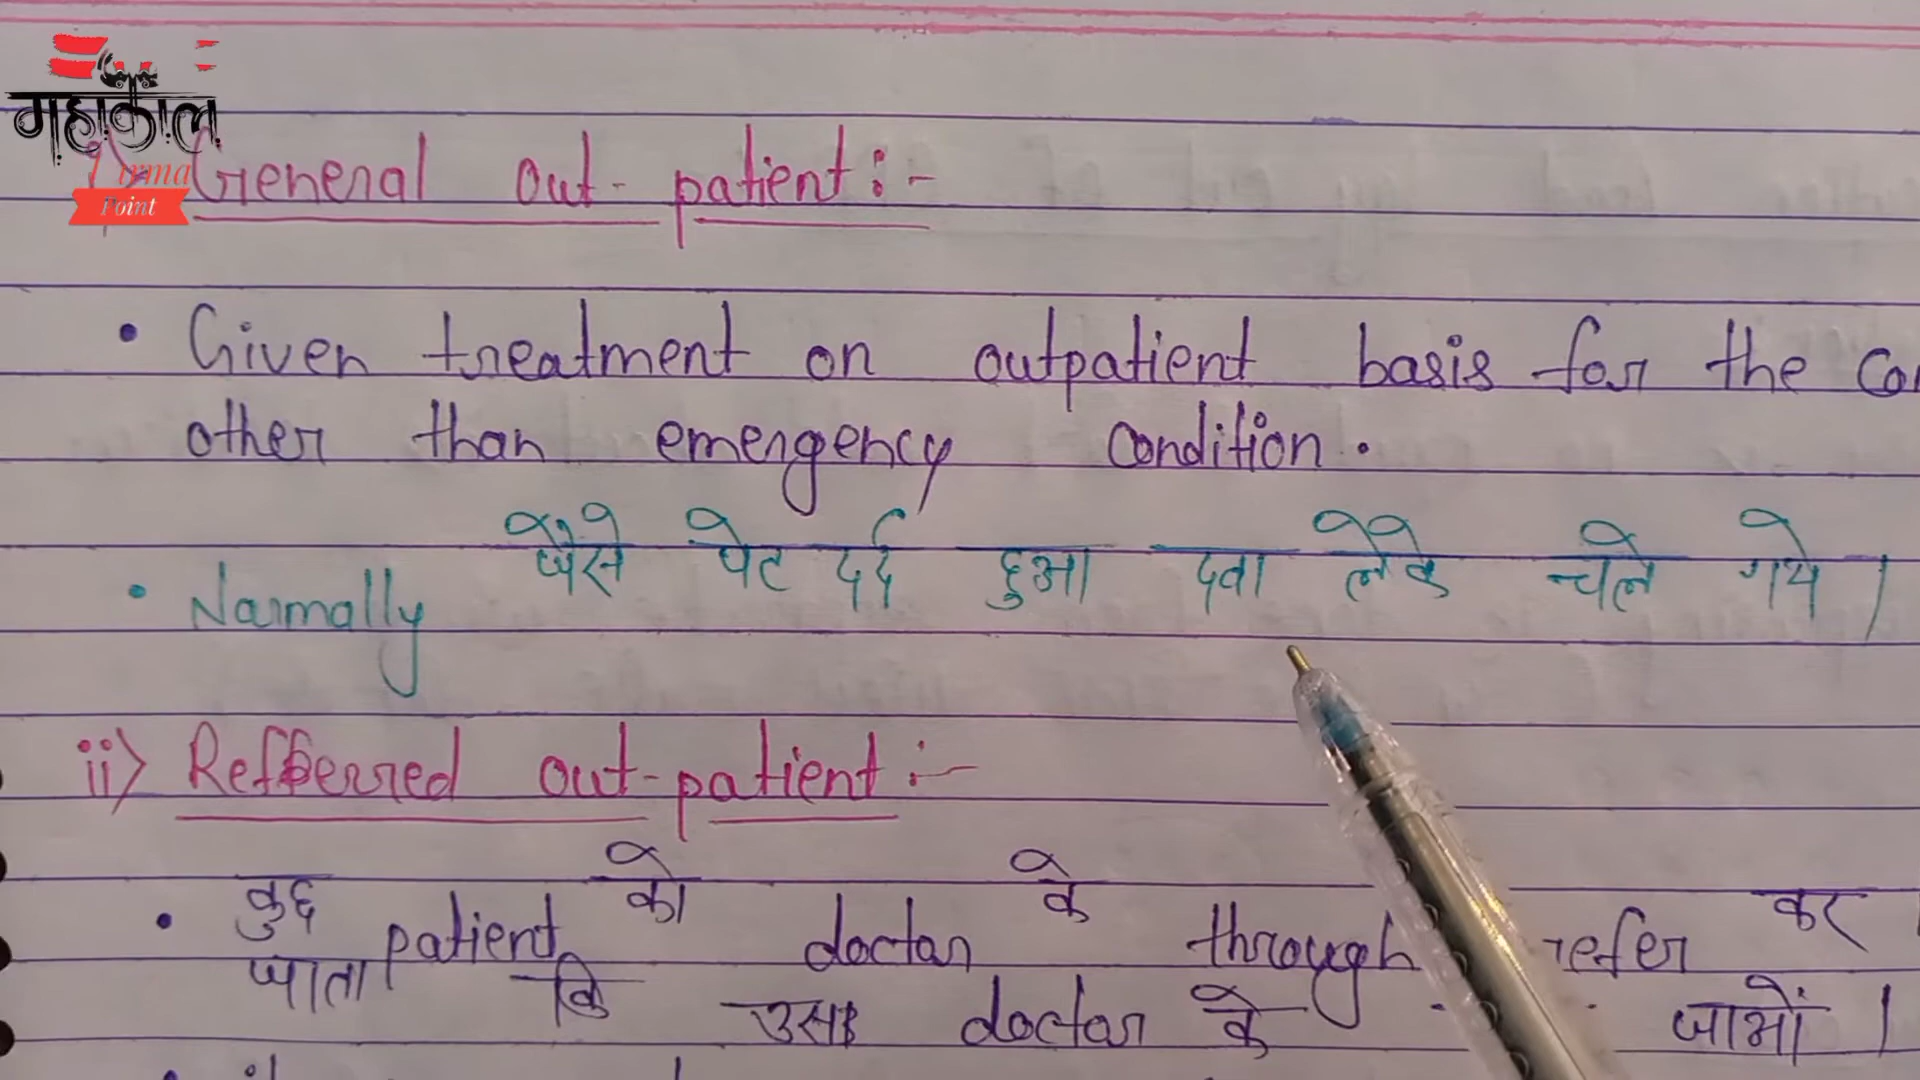 महाकाल
Point
General out-patient:-
• Given treatment on outpatient basis for the
other than emergency condition.
• Normally जैसे पेट दर्द हुआ दवा लेके चले गये।
ii) Refferred out-patient:-
• कुछ patient को doctor के through refer कर
जाता कि उस doctor के जाओं।